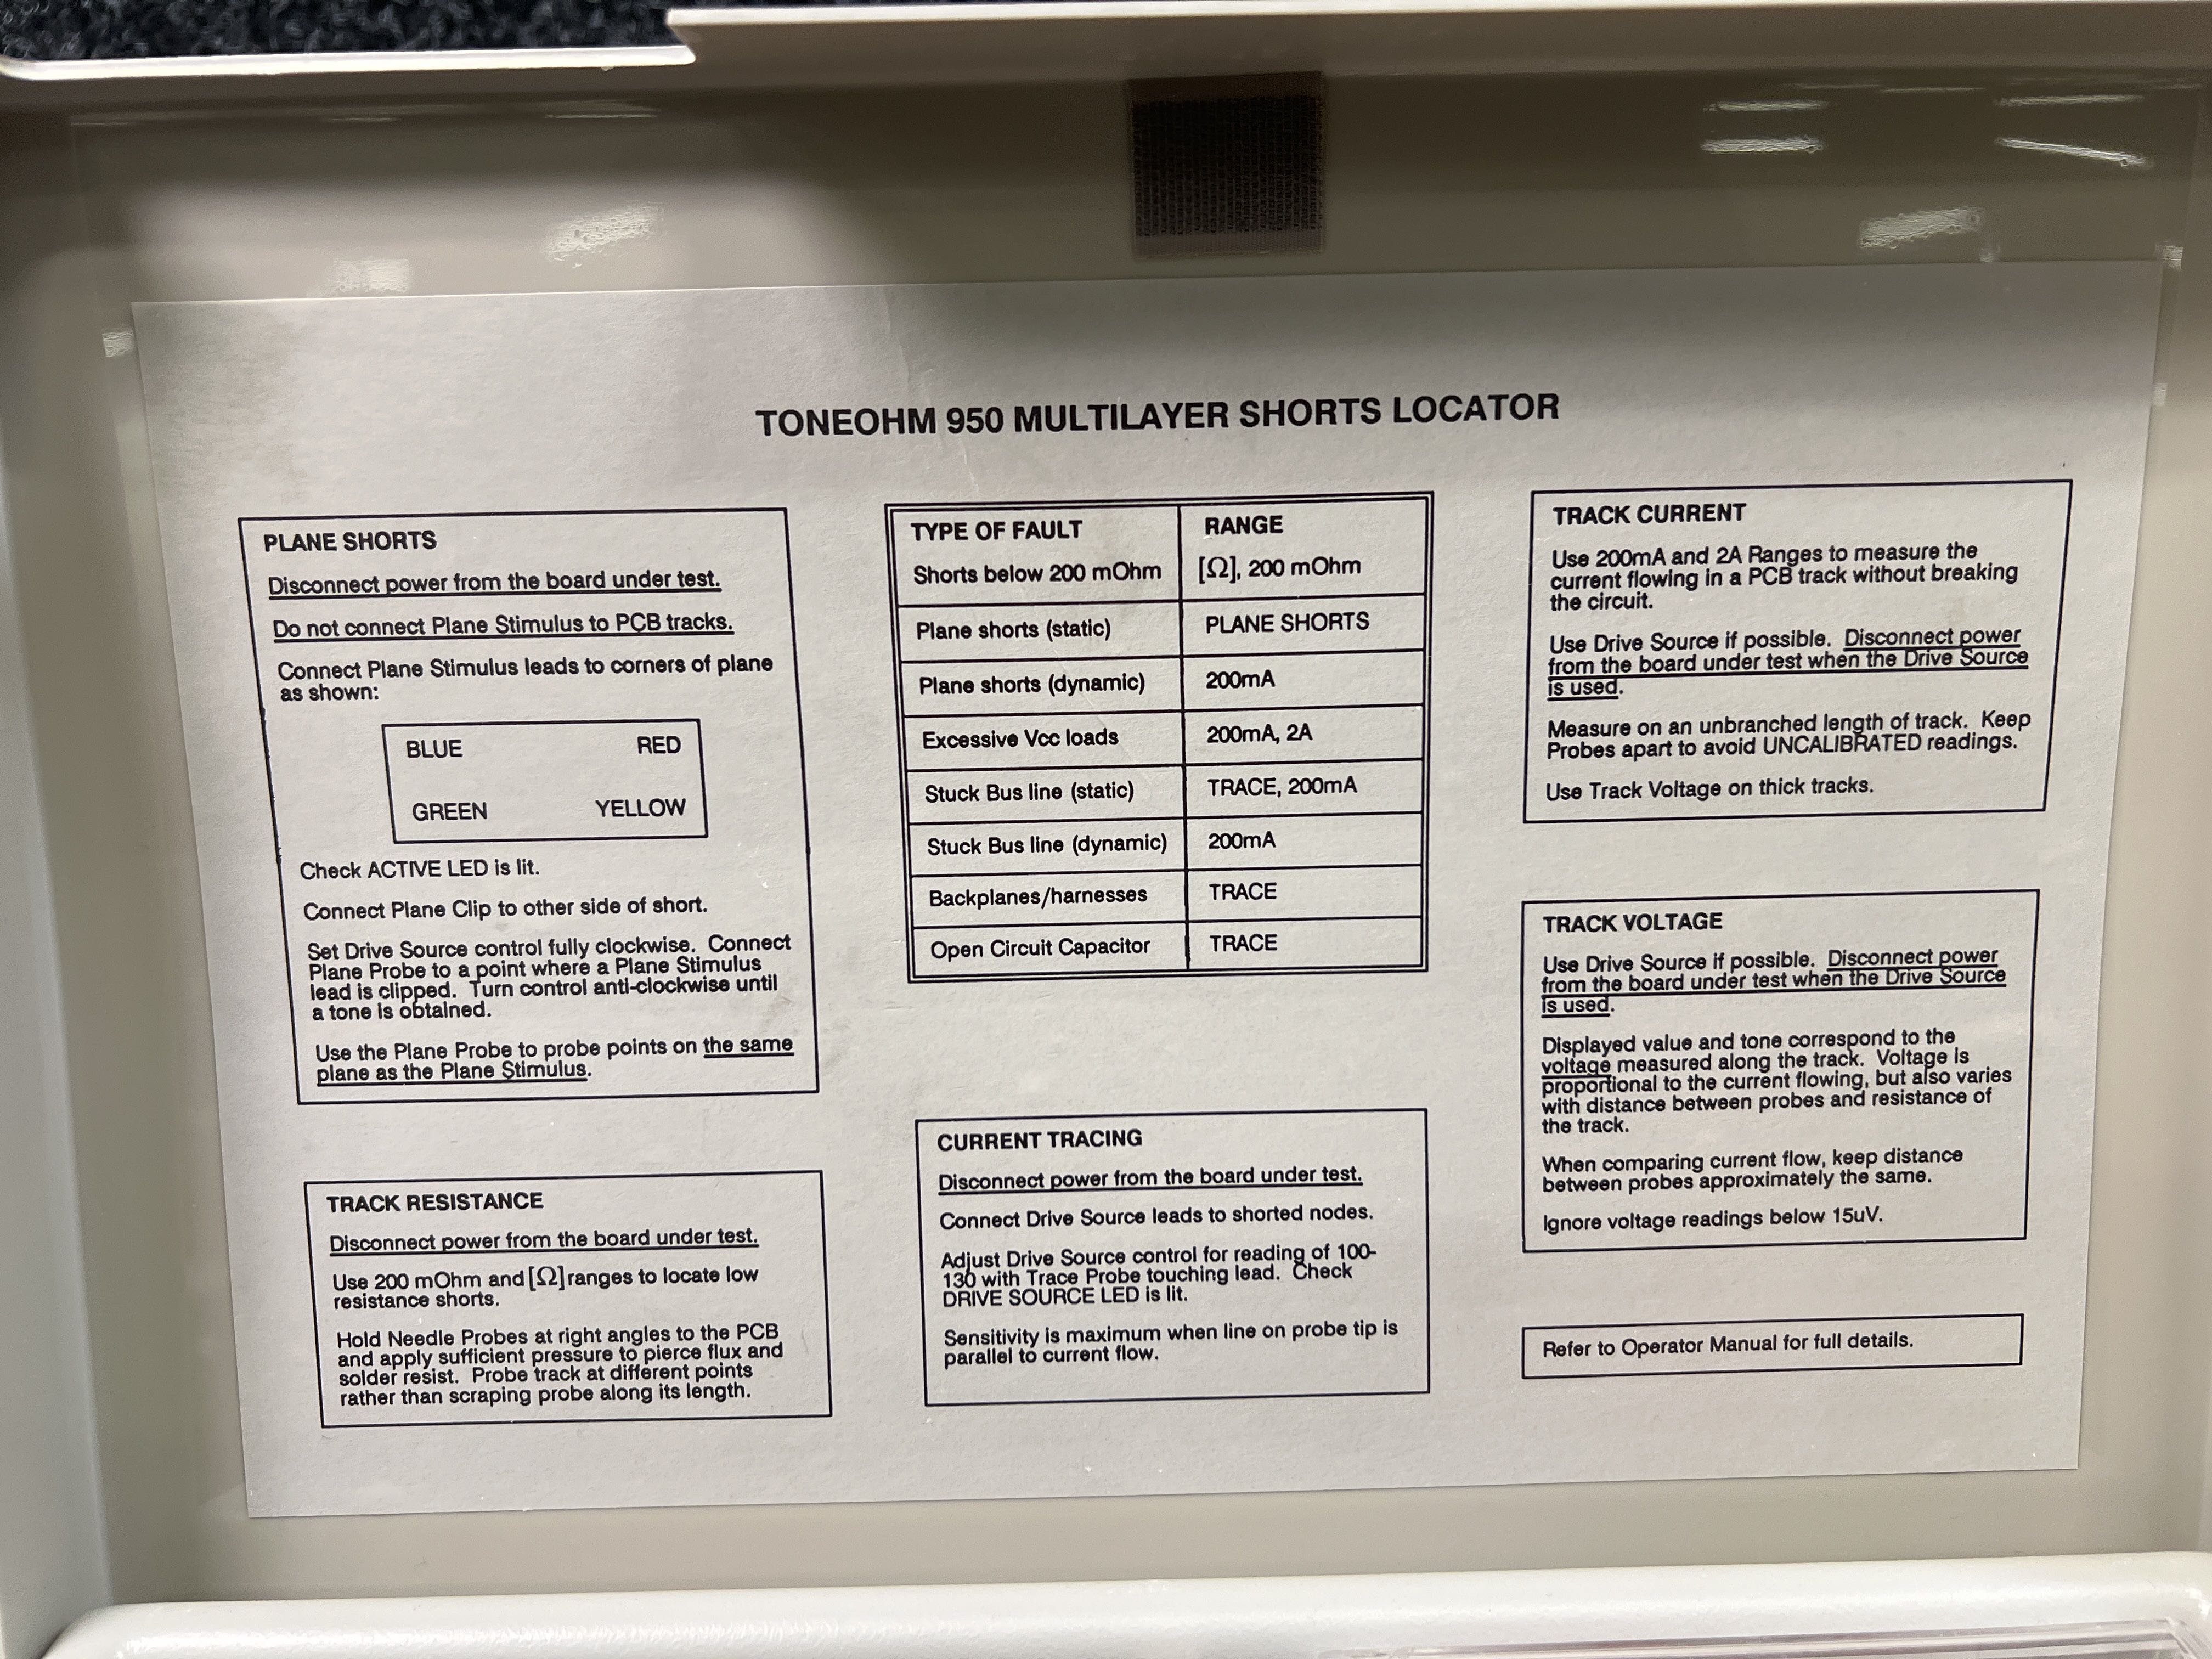 TONEOHM 950 MULTILAYER SHORTS LOCATOR
PLANE SHORTS
Disconnect power from the board under test.
Do not connect Plane Stimulus to PCB tracks.
Connect Plane Stimulus leads to corners of plane
as shown:
BLUE RED
GREEN YELLOW
Check ACTIVE LED is lit.
Connect Plane Clip to other side of short.
Set Drive Source control fully clockwise. Connect
Plane Probe to a point where a Plane Stimulus
lead is clipped. Turn control anti-clockwise until
a tone is obtained.
Use the Plane Probe to probe points on the same
plane as the Plane Stimulus.
TRACK RESISTANCE
Disconnect power from the board under test.
Use 200 mOhm and [Ω] ranges to locate low
resistance shorts.
Hold Needle Probes at right angles to the PCB
and apply sufficient pressure to pierce flux and
solder resist. Probe track at different points
rather than scraping probe along its length.
TYPE OF FAULT RANGE
Shorts below 200 mOhm [Ω], 200 mOhm
Plane shorts (static) PLANE SHORTS
Plane shorts (dynamic) 200mA
Excessive Vcc loads 200mA, 2A
Stuck Bus line (static) TRACE, 200mA
Stuck Bus line (dynamic) 200mA
Backplanes/harnesses TRACE
Open Circuit Capacitor TRACE
CURRENT TRACING
Disconnect power from the board under test.
Connect Drive Source leads to shorted nodes.
Adjust Drive Source control for reading of 100-
130 with Trace Probe touching lead. Check
DRIVE SOURCE LED is lit.
Sensitivity is maximum when line on probe tip is
parallel to current flow.
TRACK CURRENT
Use 200mA and 2A Ranges to measure the
current flowing in a PCB track without breaking
the circuit.
Use Drive Source if possible. Disconnect power
from the board under test when the Drive Source
is used.
Measure on an unbranched length of track. Keep
Probes apart to avoid UNCALIBRATED readings.
Use Track Voltage on thick tracks.
TRACK VOLTAGE
Use Drive Source if possible. Disconnect power
from the board under test when the Drive Source
is used.
Displayed value and tone correspond to the
voltage measured along the track. Voltage is
proportional to the current flowing, but also varies
with distance between probes and resistance of
the track.
When comparing current flow, keep distance
between probes approximately the same.
Ignore voltage readings below 15uV.
Refer to Operator Manual for full details.